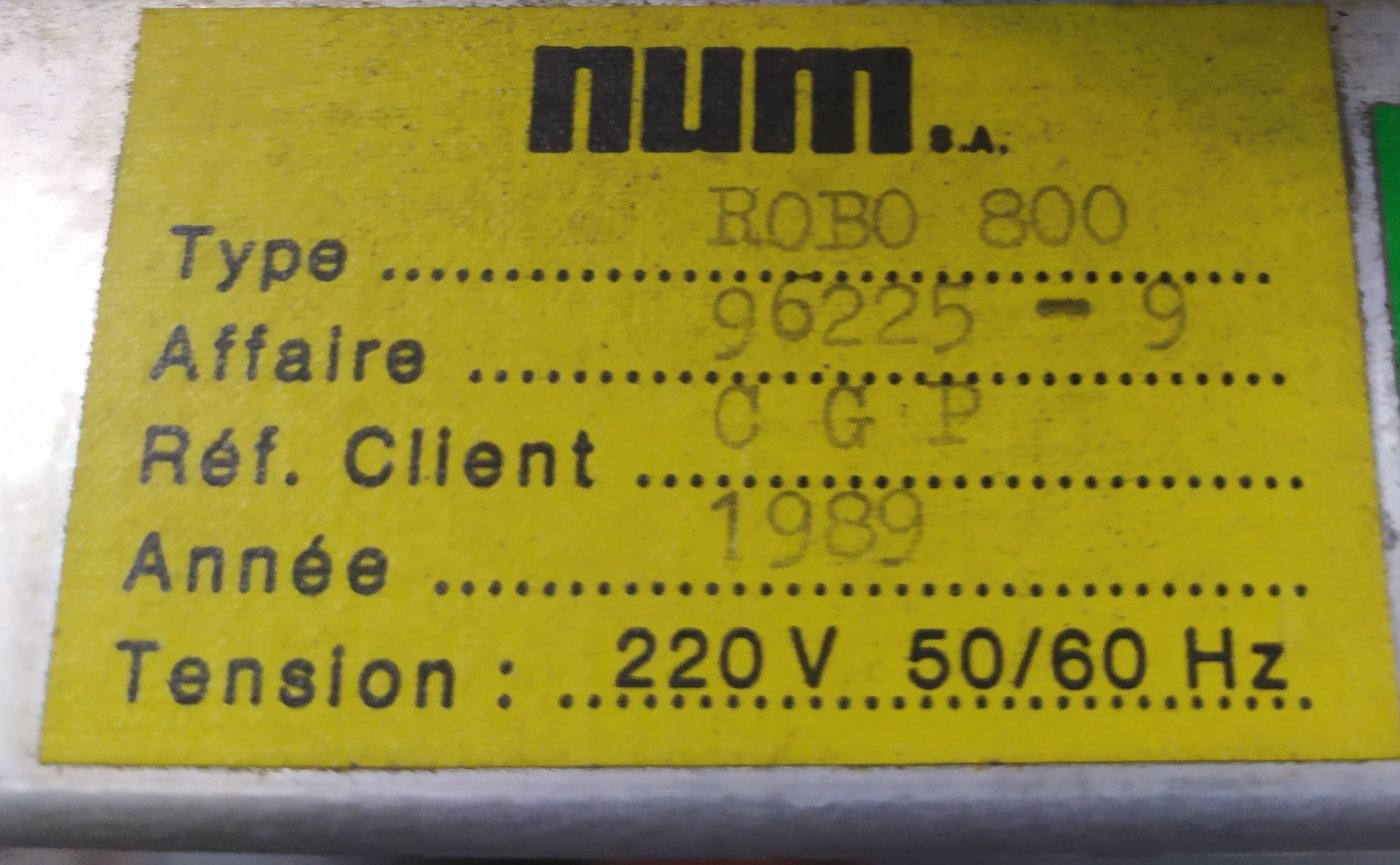 num S.A.
Type ROBO 800
Affaire 96225 - 9
Réf. Client C G P
Année 1989
Tension : 220 V 50/60 Hz